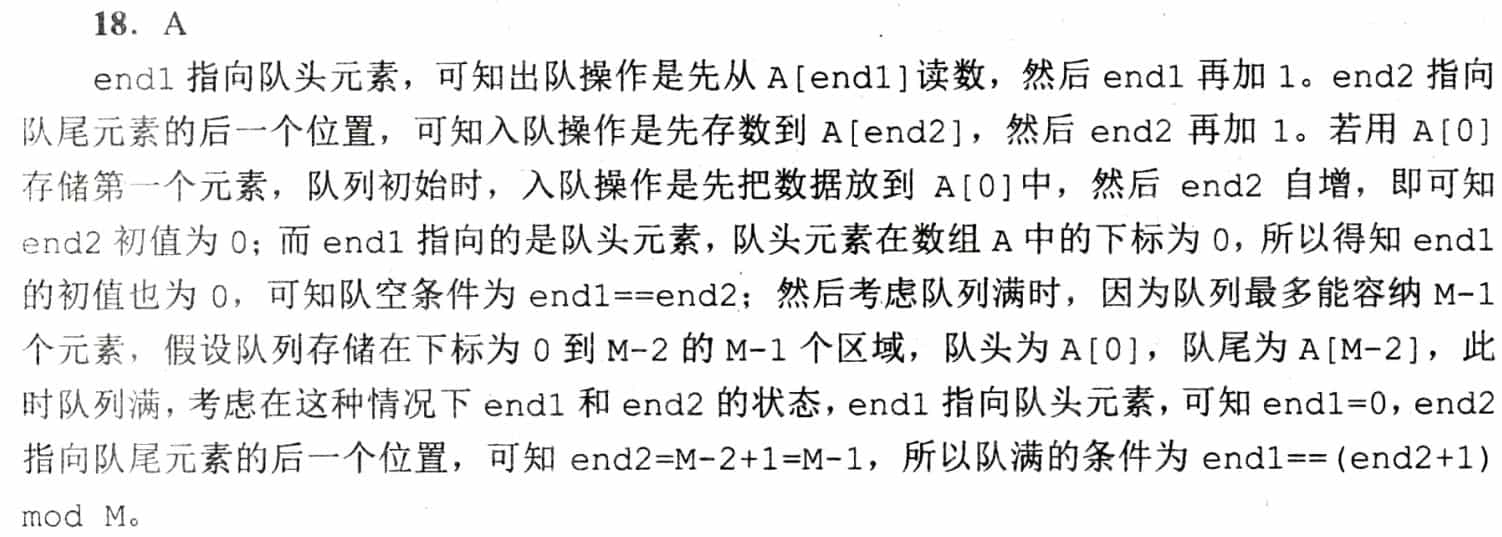 18. A
end1 指向队头元素，可知出队操作是先从 A[end1]读数，然后 end1 再加 1。end2 指向
队尾元素的后一个位置，可知入队操作是先存数到 A[end2]，然后 end2 再加 1。若用 A[0]
存储第一个元素，队列初始时，入队操作是先把数据放到 A[0]中，然后 end2 自增，即可知
end2 初值为 0；而 end1 指向的是队头元素，队头元素在数组 A 中的下标为 0，所以得知 end1
的初值也为 0，可知队空条件为 end1==end2；然后考虑队列满时，因为队列最多能容纳 M-1
个元素，假设队列存储在下标为 0 到 M-2 的 M-1 个区域，队头为 A[0]，队尾为 A[M-2]，此
时队列满，考虑在这种情况下 end1 和 end2 的状态，end1 指向队头元素，可知 end1=0，end2
指向队尾元素的后一个位置，可知 end2=M-2+1=M-1，所以队满的条件为 end1==(end2+1)
mod M。